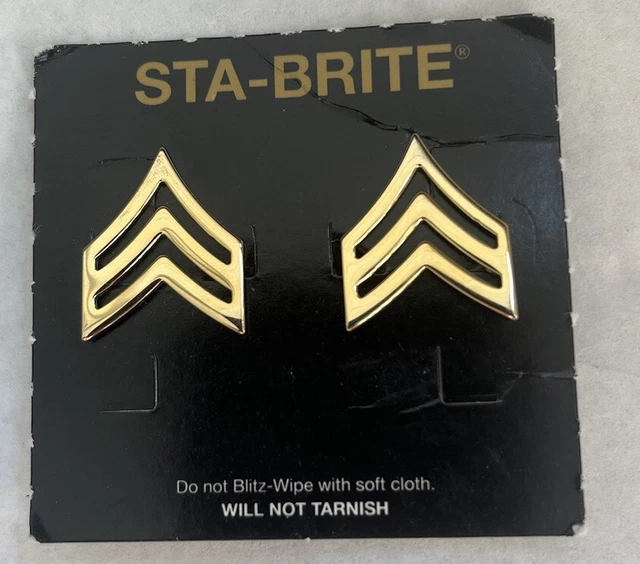 STA-BRITE®
Do not Blitz-Wipe with soft cloth.
WILL NOT TARNISH